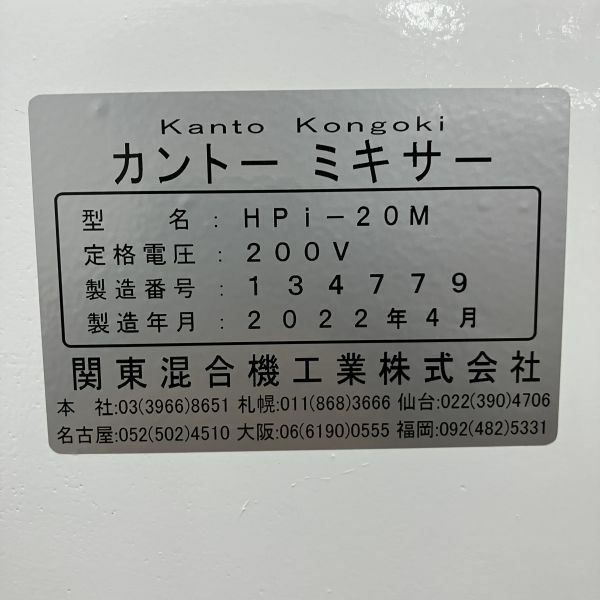 Kanto Kongoki
カントー ミキサー
型　名 : HPi-20M
定格電圧 : 200V
製造番号 : 134779
製造年月 : 2022年4月
関東混合機工業株式会社
本　社:03(3966)8651 札幌:011(868)3666 仙台:022(390)4706
名古屋:052(502)4510 大阪:06(6190)0555 福岡:092(482)5331